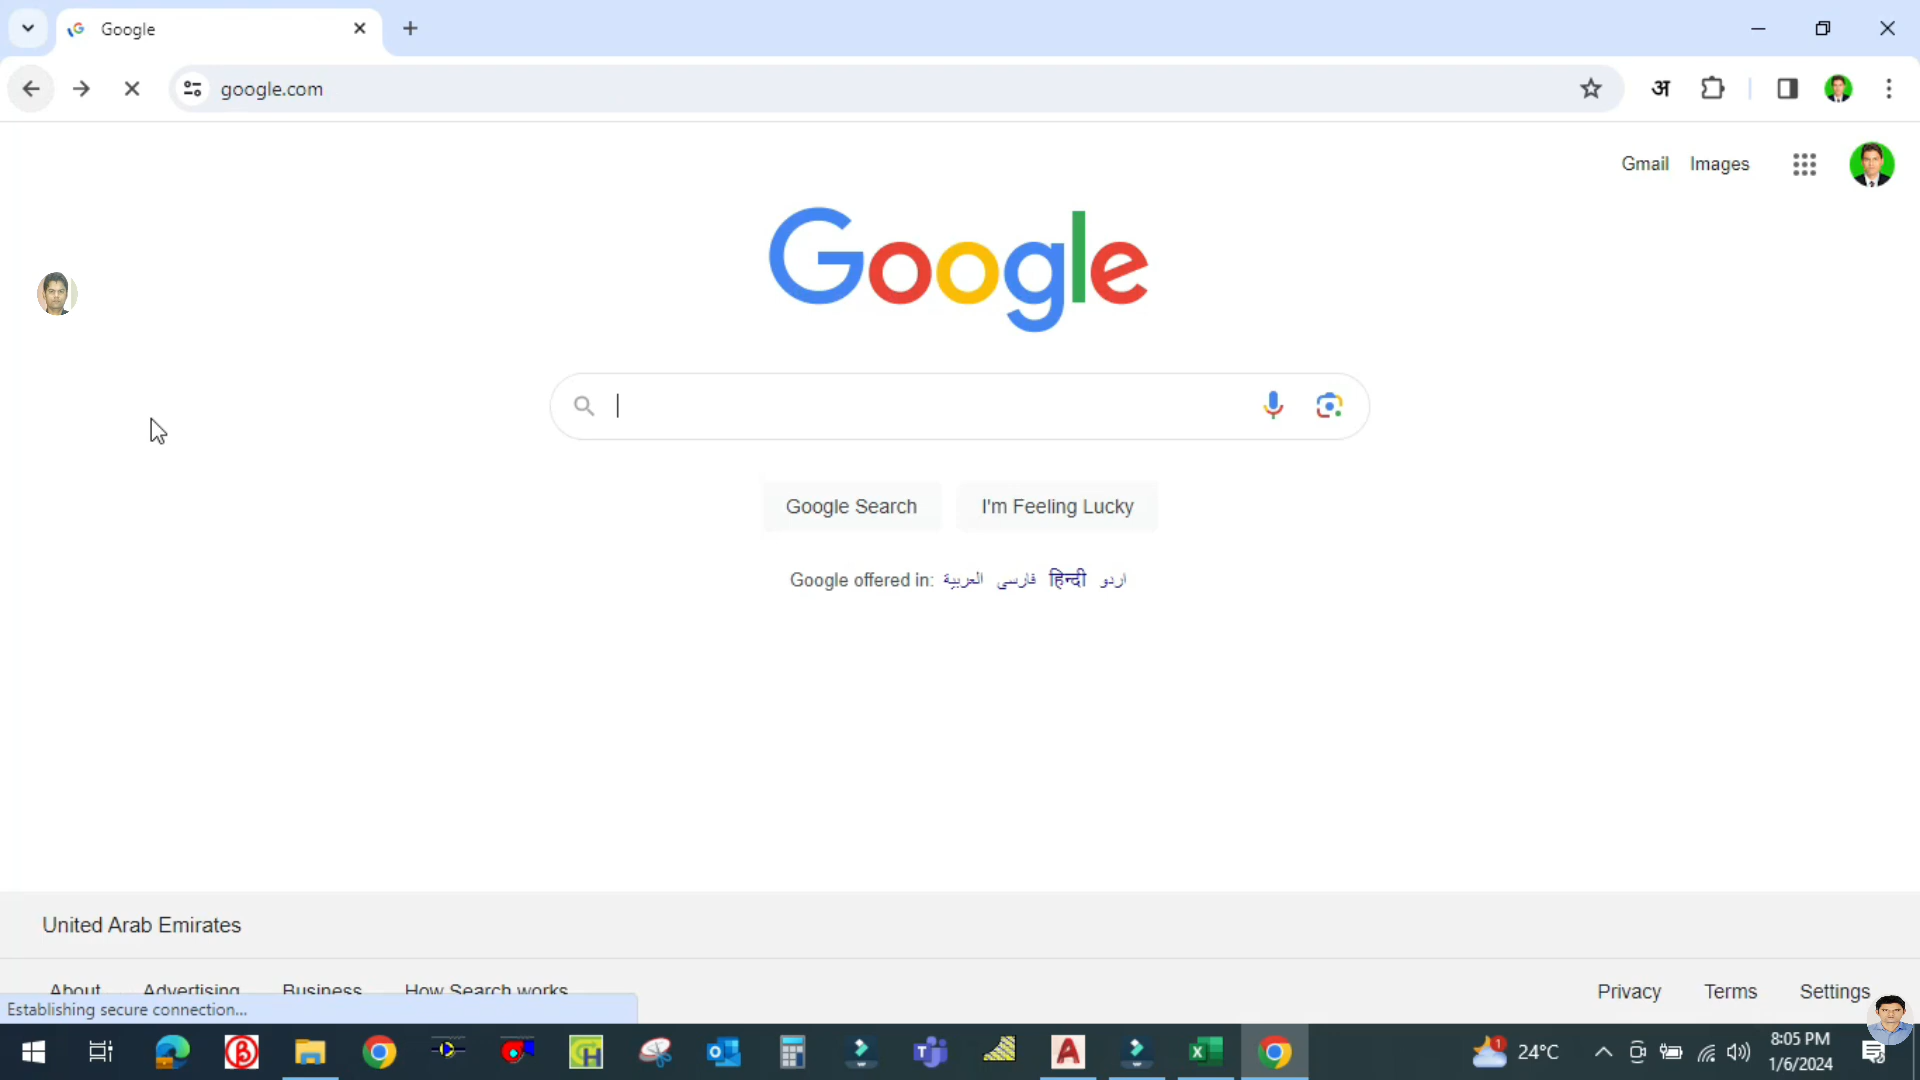 Google
google.com
अ
Gmail Images
Google
Google Search I'm Feeling Lucky
Google offered in: العربية فارسی हिन्दी اردو
United Arab Emirates
About Advertising Business How Search works Privacy Terms Settings
Establishing secure connection...
1 24°C 8:05 PM
1/6/2024